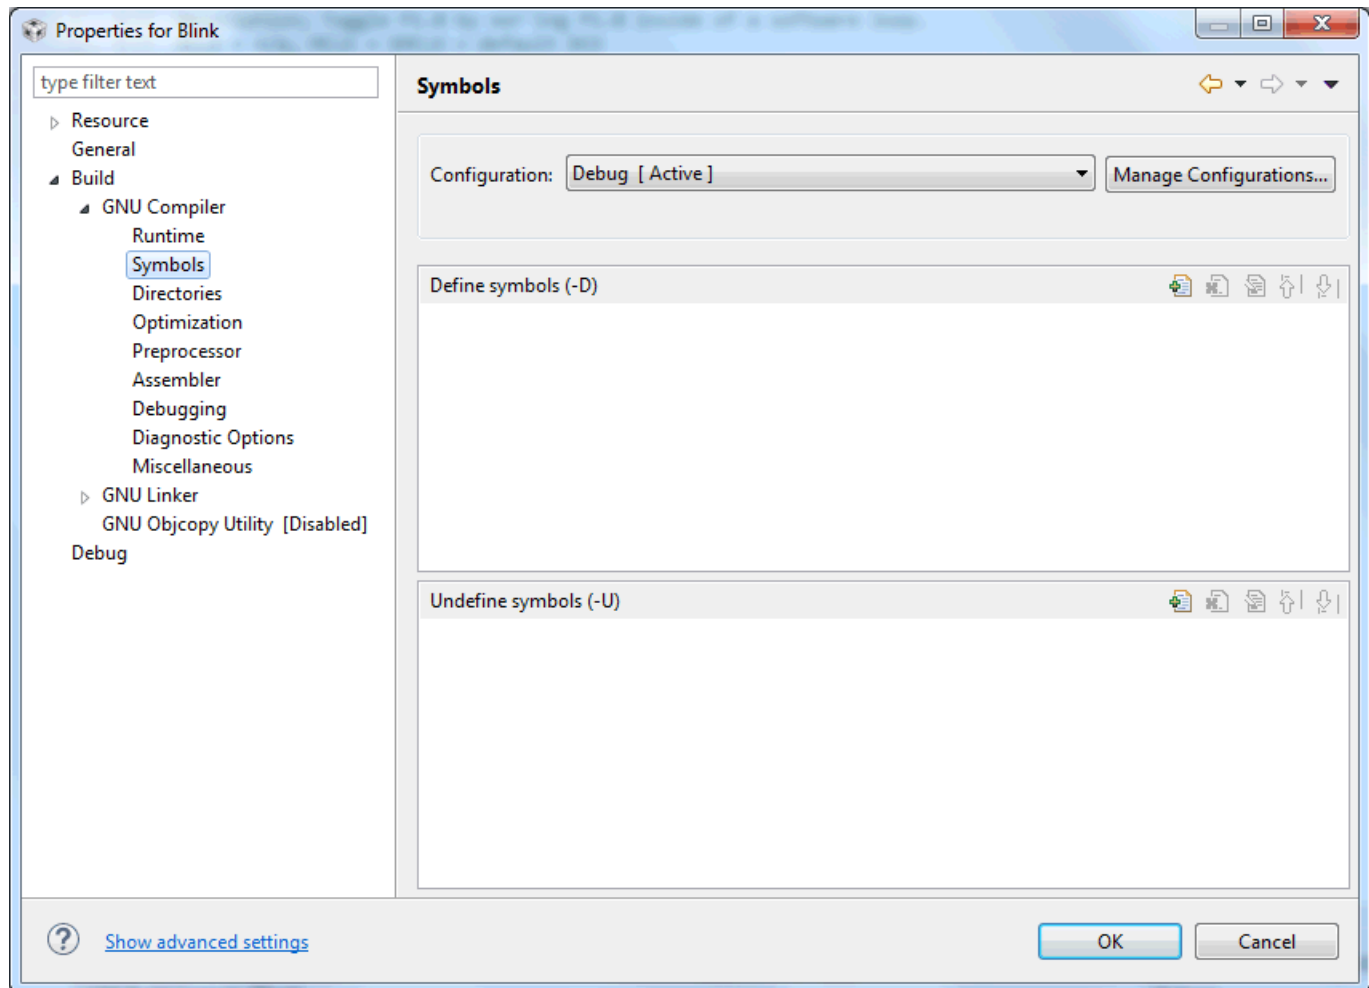 Properties for Blink
type filter text
Resource
General
Build
GNU Compiler
Runtime
Symbols
Directories
Optimization
Preprocessor
Assembler
Debugging
Diagnostic Options
Miscellaneous
GNU Linker
GNU Objcopy Utility [Disabled]
Debug
Symbols
Configuration:
Debug [ Active ]
Manage Configurations...
Define symbols (-D)
Undefine symbols (-U)
?
Show advanced settings
OK
Cancel